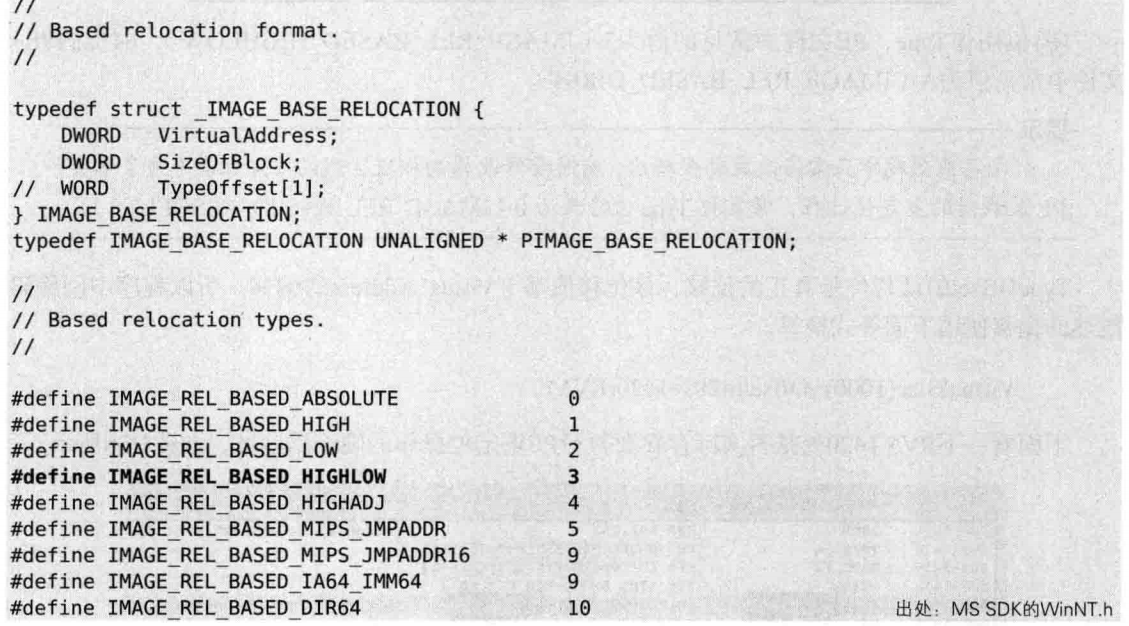 //
// Based relocation format.
//
typedef struct _IMAGE_BASE_RELOCATION {
    DWORD   VirtualAddress;
    DWORD   SizeOfBlock;
//  WORD    TypeOffset[1];
} IMAGE_BASE_RELOCATION;
typedef IMAGE_BASE_RELOCATION UNALIGNED * PIMAGE_BASE_RELOCATION;
//
// Based relocation types.
//
#define IMAGE_REL_BASED_ABSOLUTE 0
#define IMAGE_REL_BASED_HIGH 1
#define IMAGE_REL_BASED_LOW 2
#define IMAGE_REL_BASED_HIGHLOW 3
#define IMAGE_REL_BASED_HIGHADJ 4
#define IMAGE_REL_BASED_MIPS_JMPADDR 5
#define IMAGE_REL_BASED_MIPS_JMPADDR16 9
#define IMAGE_REL_BASED_IA64_IMM64 9
#define IMAGE_REL_BASED_DIR64 10
出处：MS SDK的WinNT.h